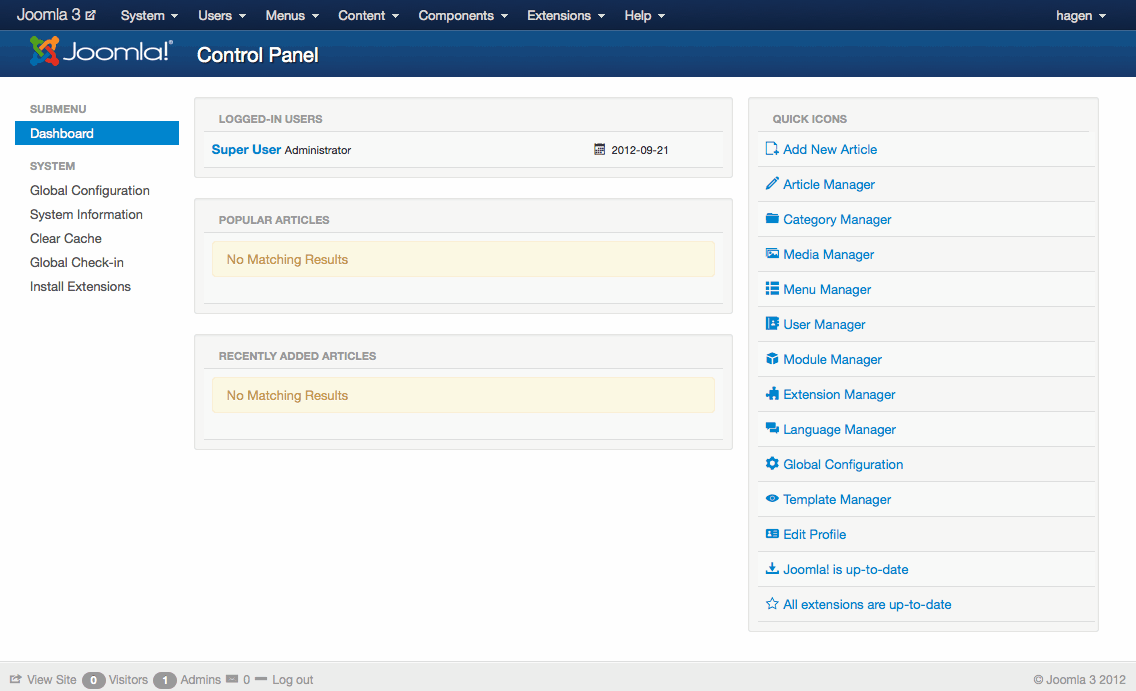 Joomla 3 System Users Menus Content Components Extensions Help hagen
Joomla!® Control Panel
SUBMENU
Dashboard
SYSTEM
Global Configuration
System Information
Clear Cache
Global Check-in
Install Extensions
LOGGED-IN USERS
Super User Administrator 2012-09-21
POPULAR ARTICLES
No Matching Results
RECENTLY ADDED ARTICLES
No Matching Results
QUICK ICONS
Add New Article
Article Manager
Category Manager
Media Manager
Menu Manager
User Manager
Module Manager
Extension Manager
Language Manager
Global Configuration
Template Manager
Edit Profile
Joomla! is up-to-date
All extensions are up-to-date
View Site 0 Visitors 1 Admins 0 Log out © Joomla 3 2012